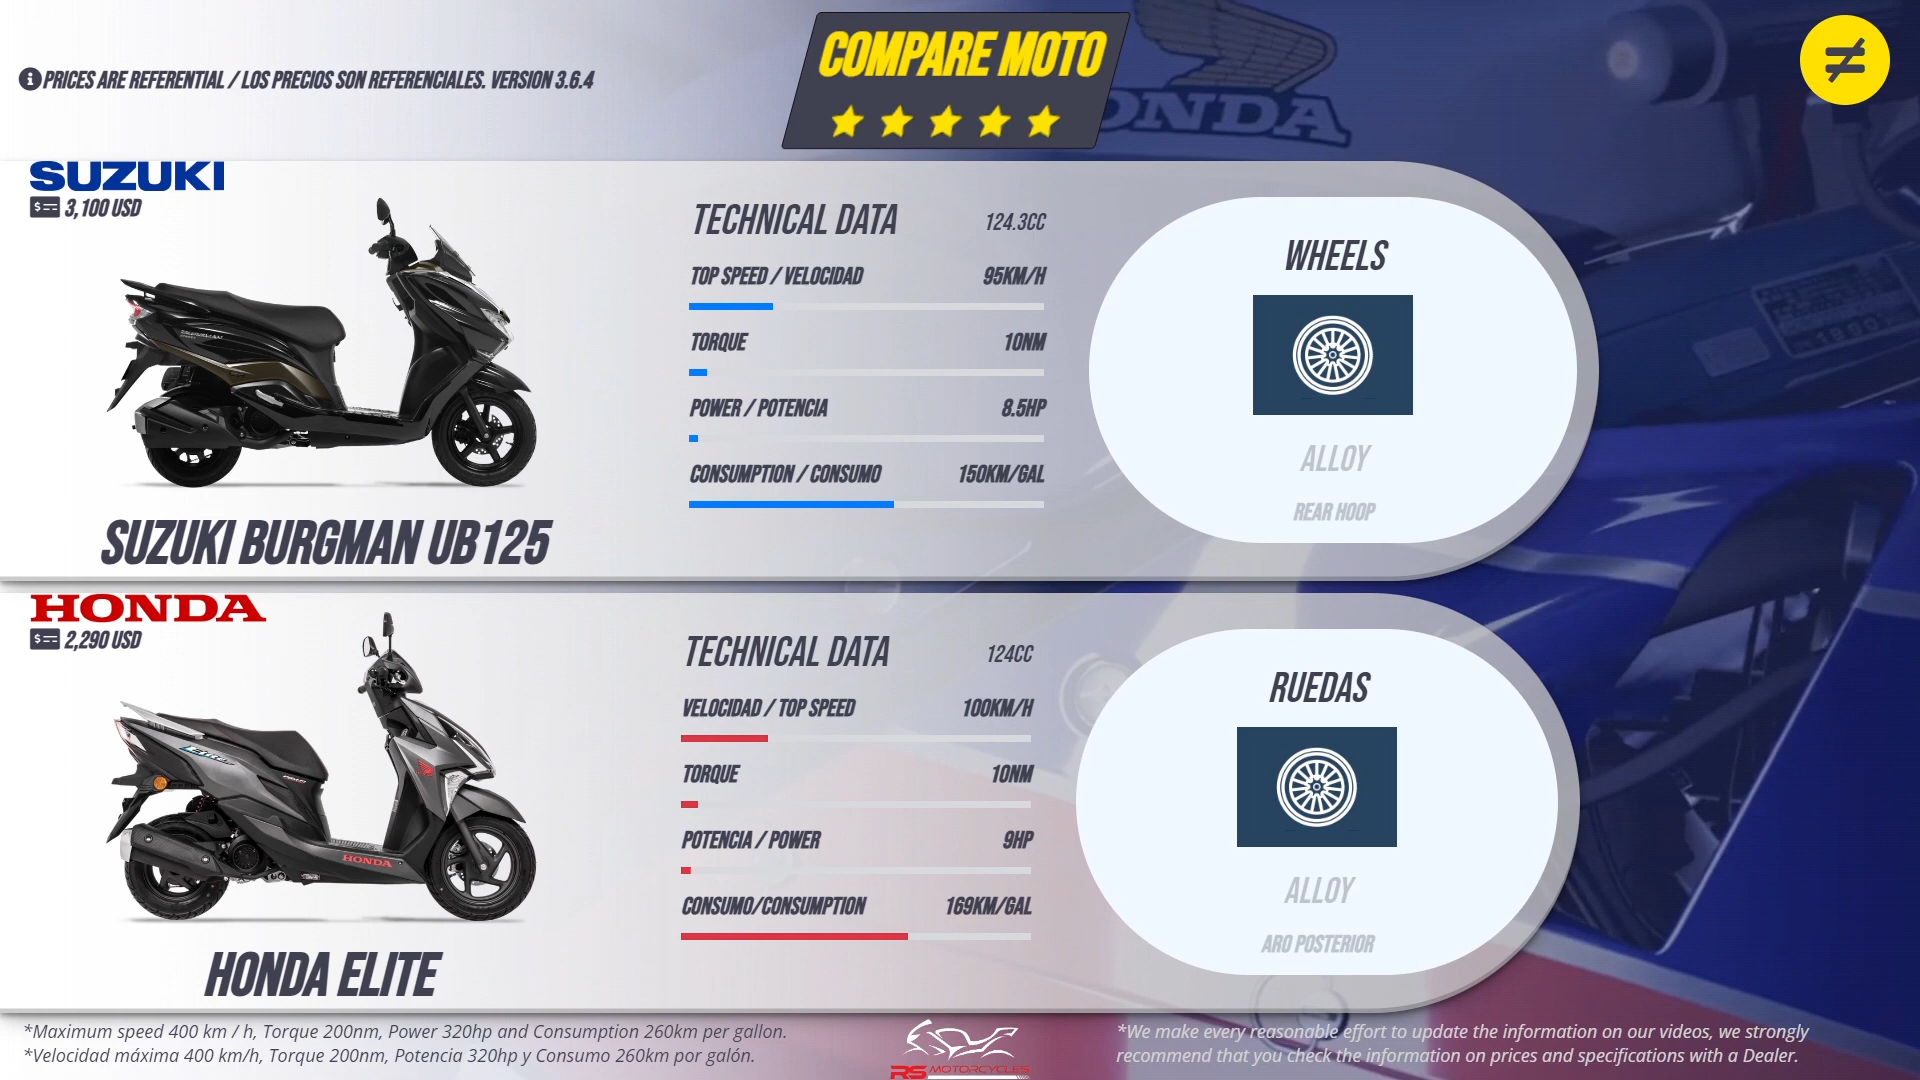 PRICES ARE REFERENTIAL / LOS PRECIOS SON REFERENCIALES. VERSION 3.6.4
COMPARE MOTO
HONDA
SUZUKI
3,100 USD
TECHNICAL DATA 124.3CC
TOP SPEED / VELOCIDAD 95KM/H
TORQUE 10NM
POWER / POTENCIA 8.5HP
CONSUMPTION / CONSUMO 150KM/GAL
WHEELS
ALLOY
REAR HOOP
SUZUKI BURGMAN UB125
HONDA
2,290 USD
TECHNICAL DATA 124CC
VELOCIDAD / TOP SPEED 100KM/H
TORQUE 10NM
POTENCIA / POWER 9HP
CONSUMO/CONSUMPTION 169KM/GAL
RUEDAS
ALLOY
ARO POSTERIOR
HONDA
HONDA ELITE
*Maximum speed 400 km / h, Torque 200nm, Power 320hp and Consumption 260km per gallon.
*Velocidad máxima 400 km/h, Torque 200nm, Potencia 320hp y Consumo 260km por galón.
RS MOTORCYCLES
*We make every reasonable effort to update the information on our videos, we strongly
recommend that you check the information on prices and specifications with a Dealer.